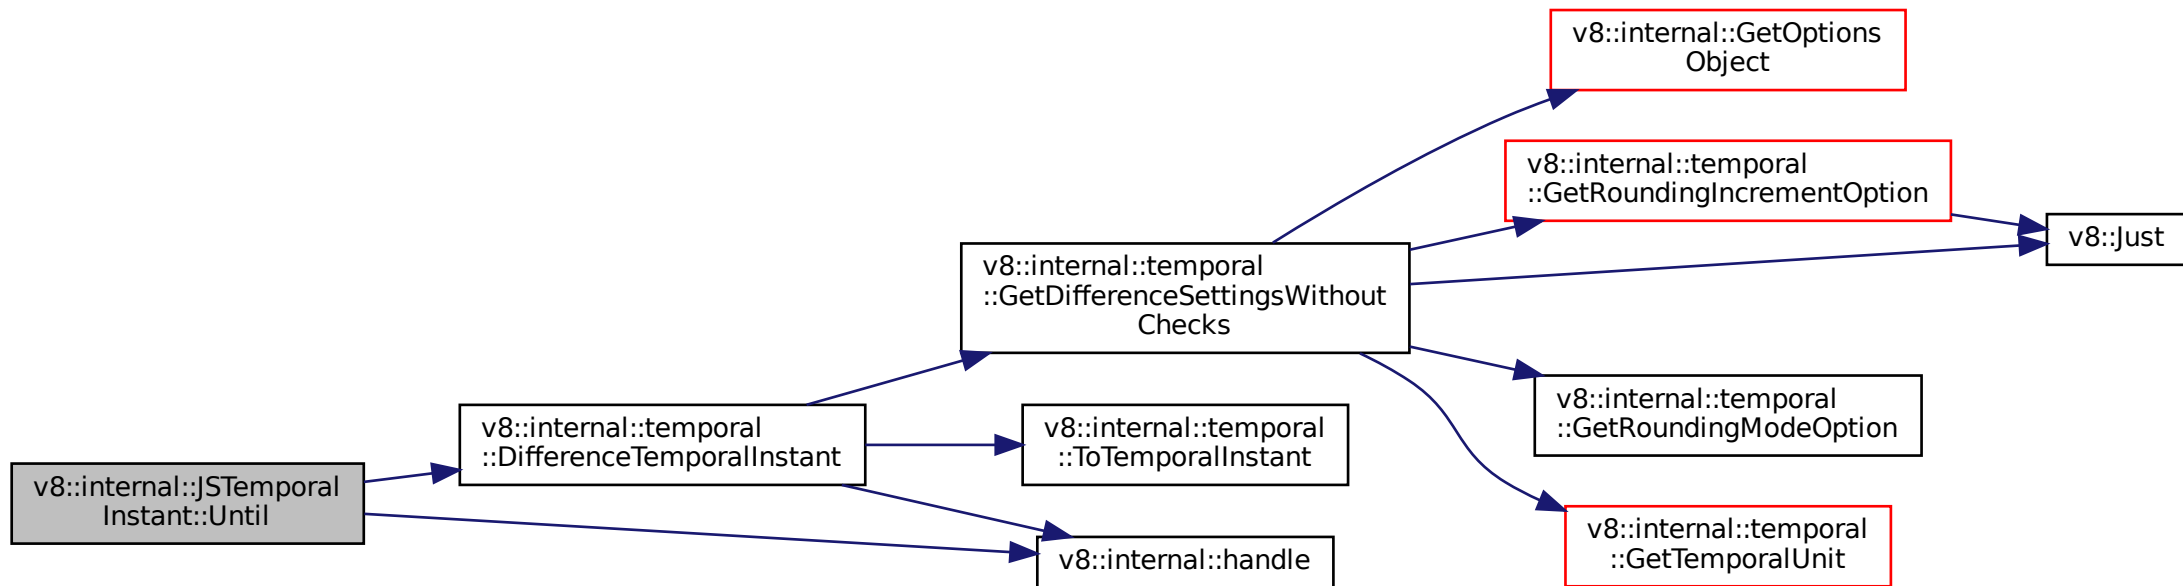 v8::internal::GetOptions
Object
v8::internal::temporal
::GetRoundingIncrementOption
v8::Just
v8::internal::temporal
::GetDifferenceSettingsWithout
Checks
v8::internal::temporal
::GetRoundingModeOption
v8::internal::temporal
::DifferenceTemporalInstant
v8::internal::temporal
::ToTemporalInstant
v8::internal::JSTemporal
Instant::Until
v8::internal::handle
v8::internal::temporal
::GetTemporalUnit